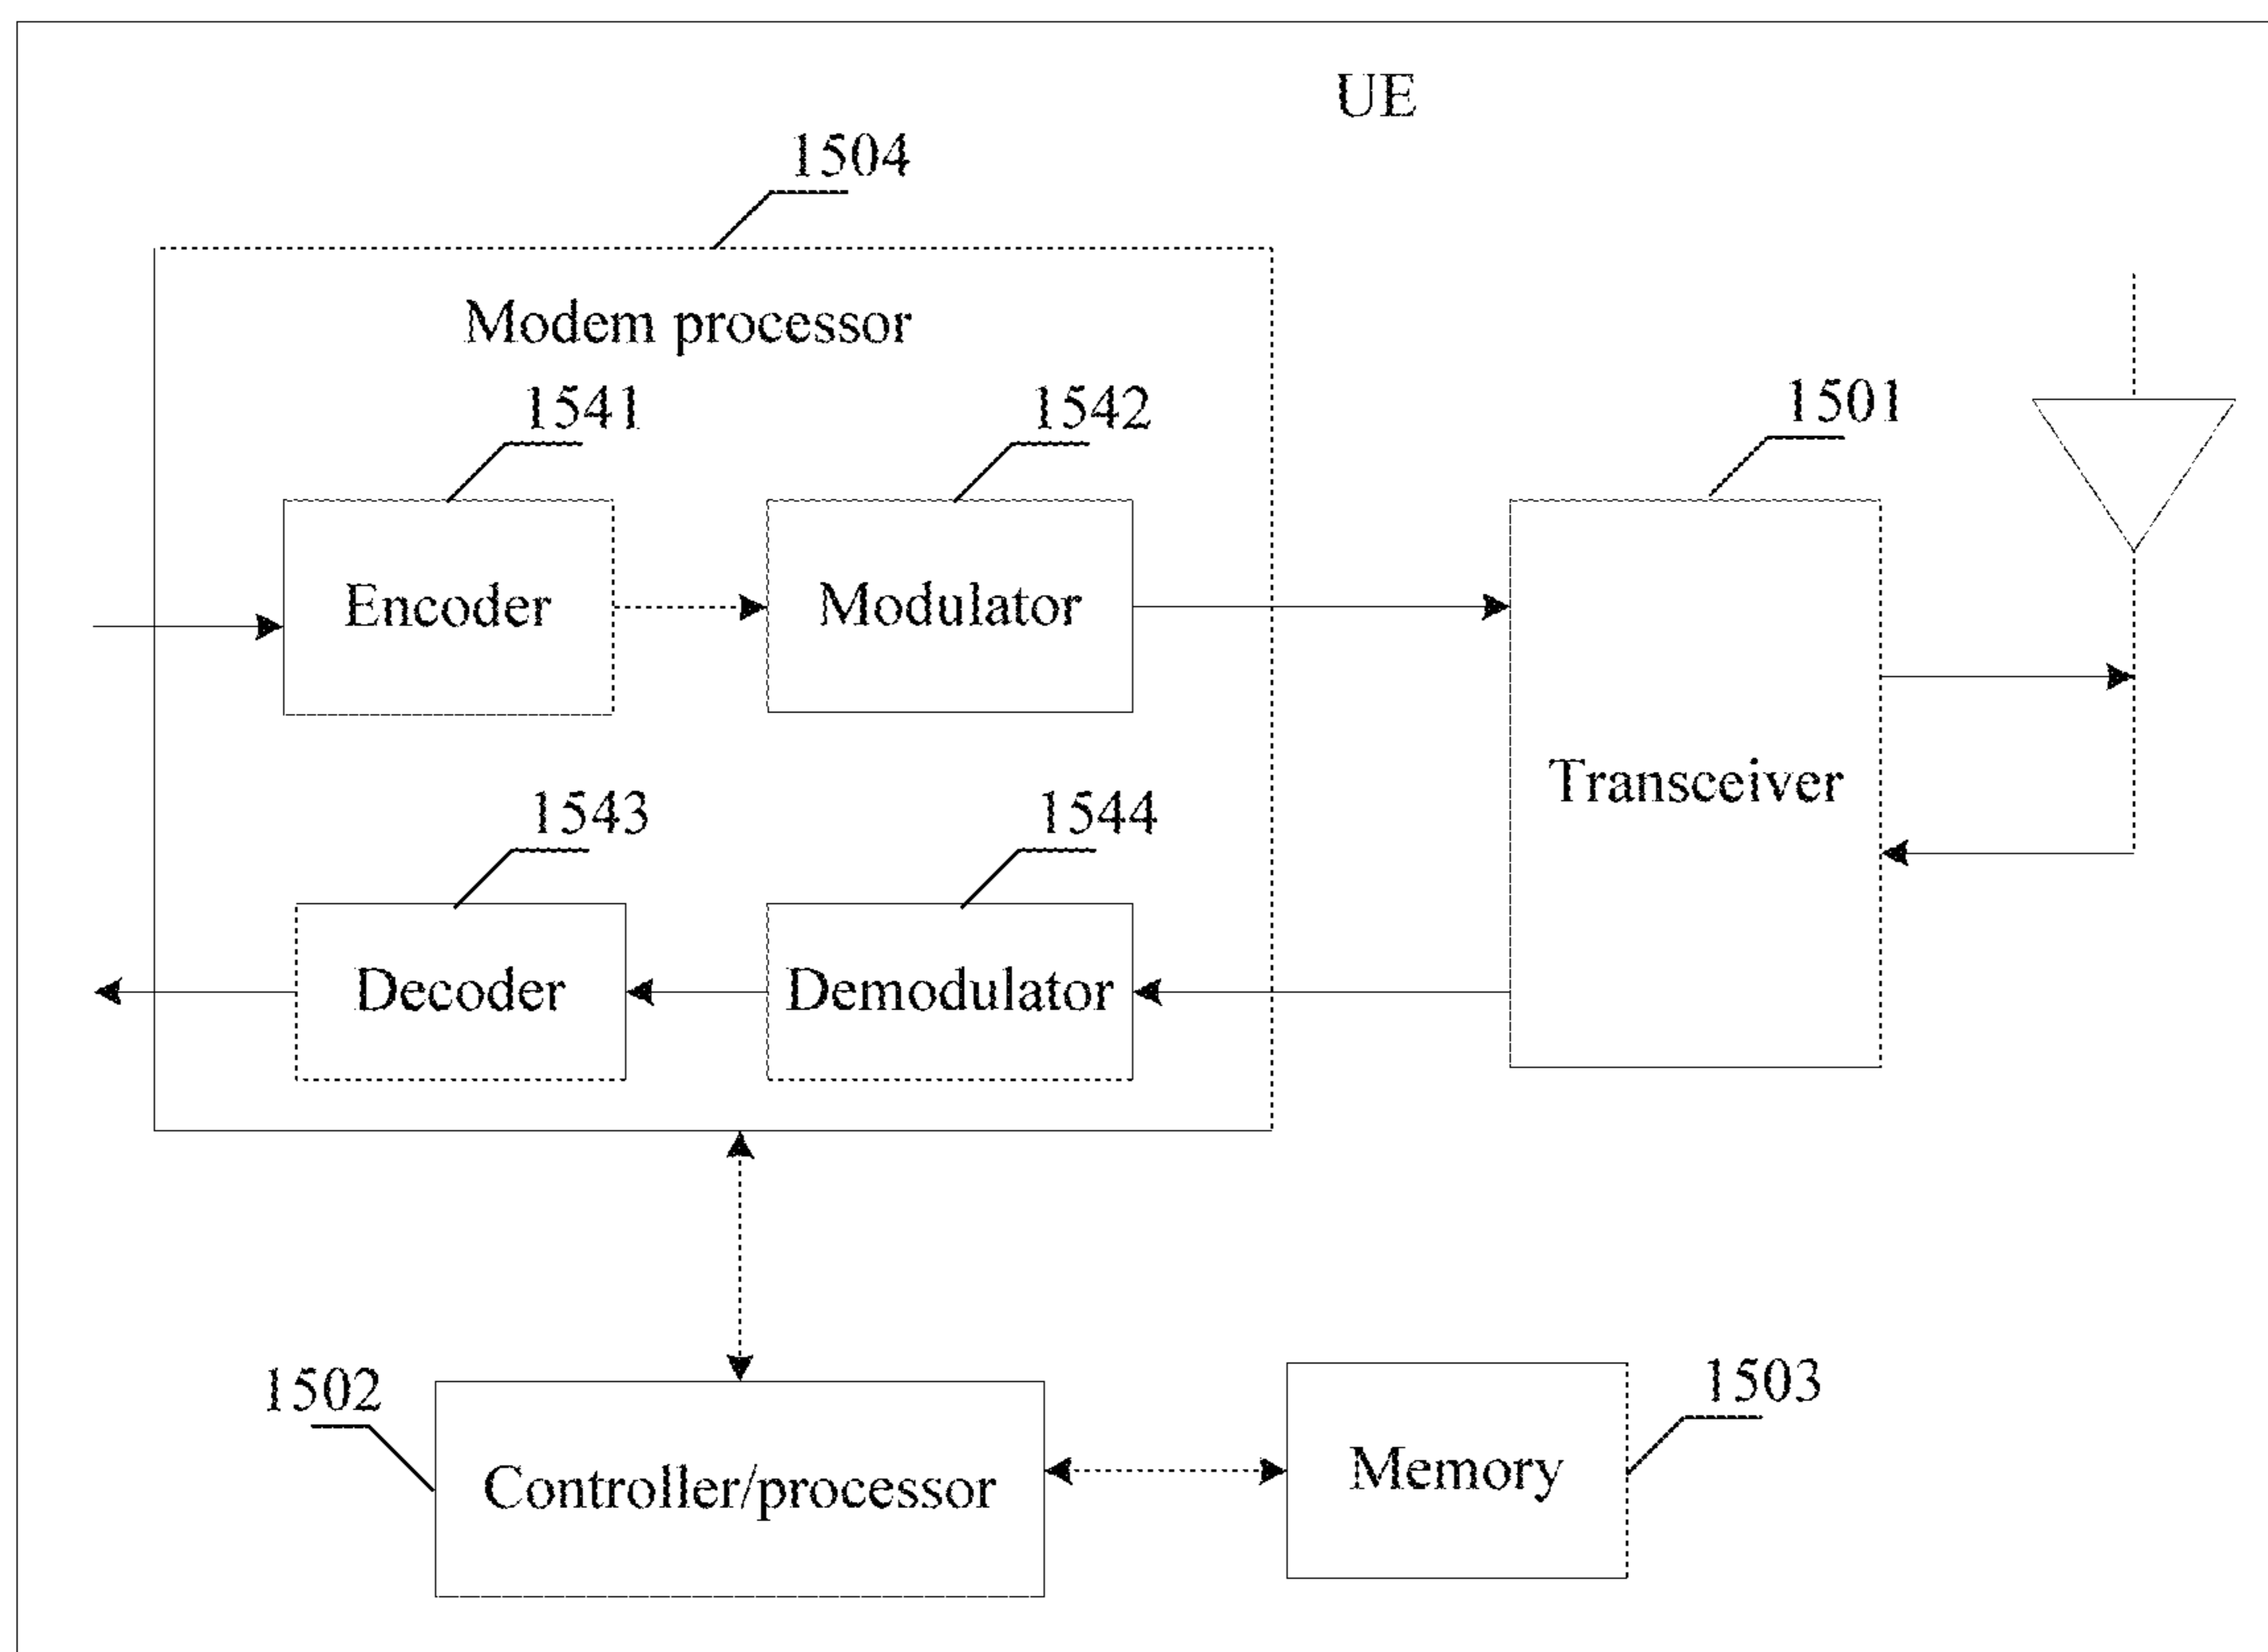 UE
1504
Modem processor
1541
1542
1501
Encoder
Modulator
Transceiver
1543
1544
Decoder
Demodulator
1502
1503
Controller/processor
Memory